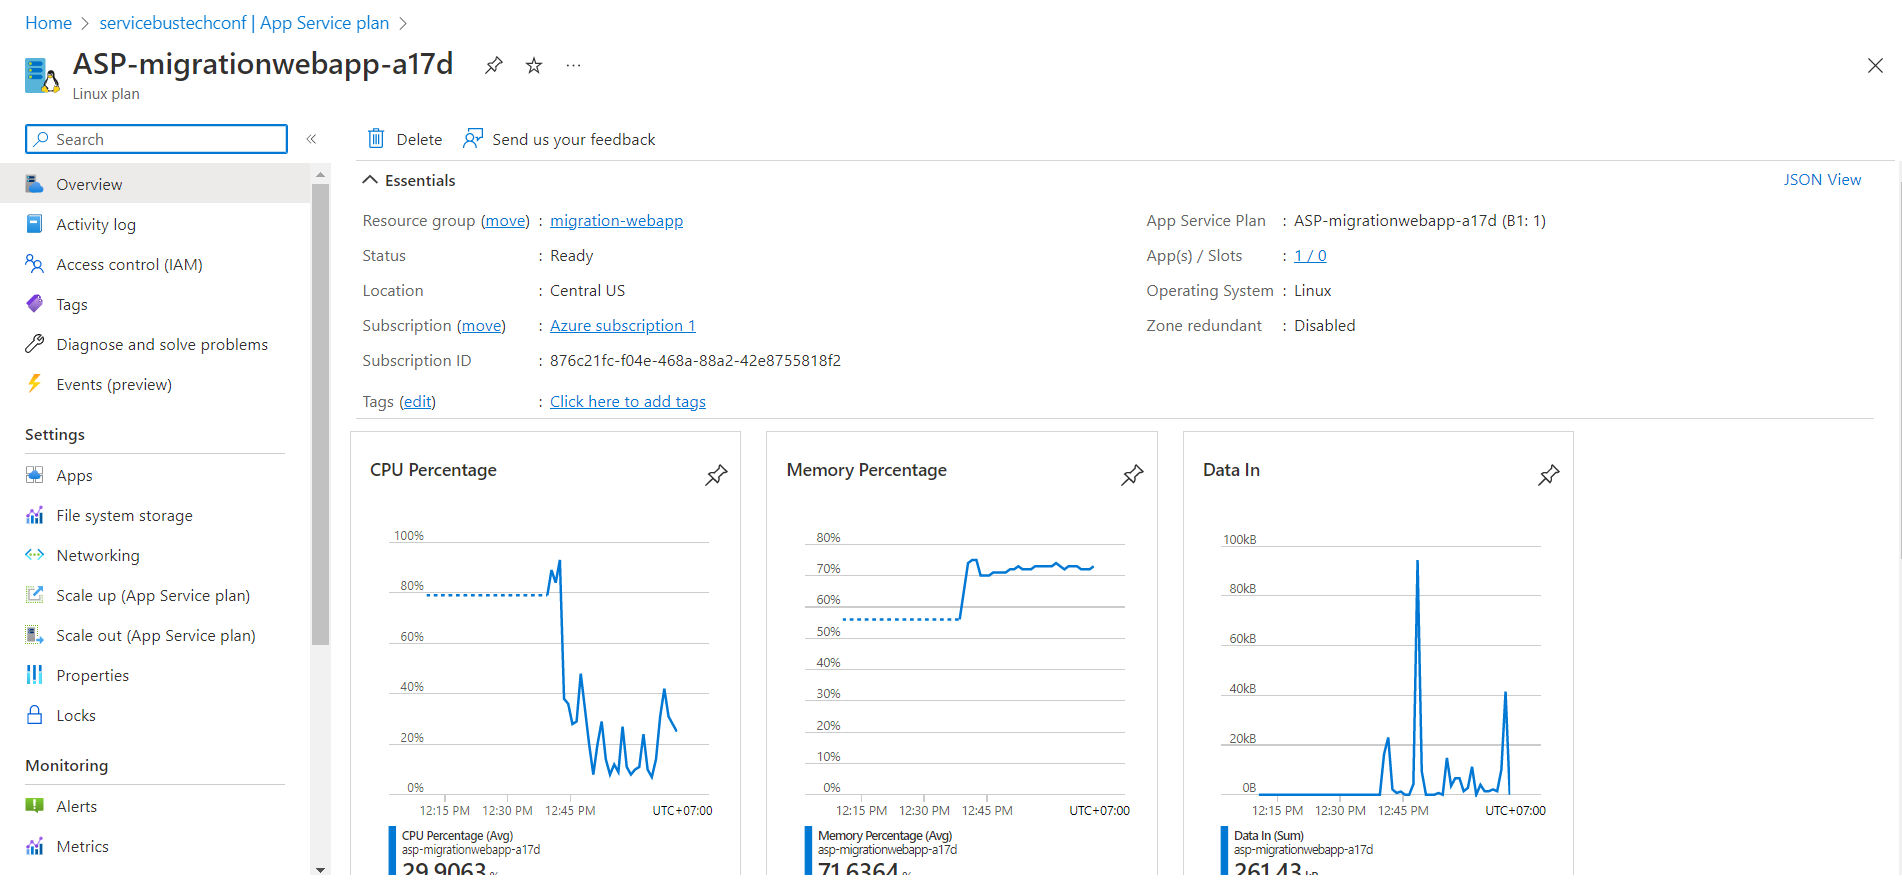 Home > servicebustechconf | App Service plan >
ASP-migrationwebapp-a17d
Linux plan
Search
Overview
Activity log
Access control (IAM)
Tags
Diagnose and solve problems
Events (preview)
Settings
Apps
File system storage
Networking
Scale up (App Service plan)
Scale out (App Service plan)
Properties
Locks
Monitoring
Alerts
Metrics
Delete
Send us your feedback
Essentials
JSON View
Resource group (move) : migration-webapp
Status : Ready
Location : Central US
Subscription (move) : Azure subscription 1
Subscription ID : 876c21fc-f04e-468a-88a2-42e8755818f2
Tags (edit) : Click here to add tags
App Service Plan : ASP-migrationwebapp-a17d (B1: 1)
App(s) / Slots : 1 / 0
Operating System : Linux
Zone redundant : Disabled
CPU Percentage
100%
80%
60%
40%
20%
0%
12:15 PM 12:30 PM 12:45 PM UTC+07:00
CPU Percentage (Avg)
asp-migrationwebapp-a17d
29.9063 %
Memory Percentage
80%
70%
60%
50%
40%
30%
20%
10%
0%
12:15 PM 12:30 PM 12:45 PM UTC+07:00
Memory Percentage (Avg)
asp-migrationwebapp-a17d
71.6364 %
Data In
100kB
80kB
60kB
40kB
20kB
0B
12:15 PM 12:30 PM 12:45 PM UTC+07:00
Data In (Sum)
asp-migrationwebapp-a17d
261.43 kB